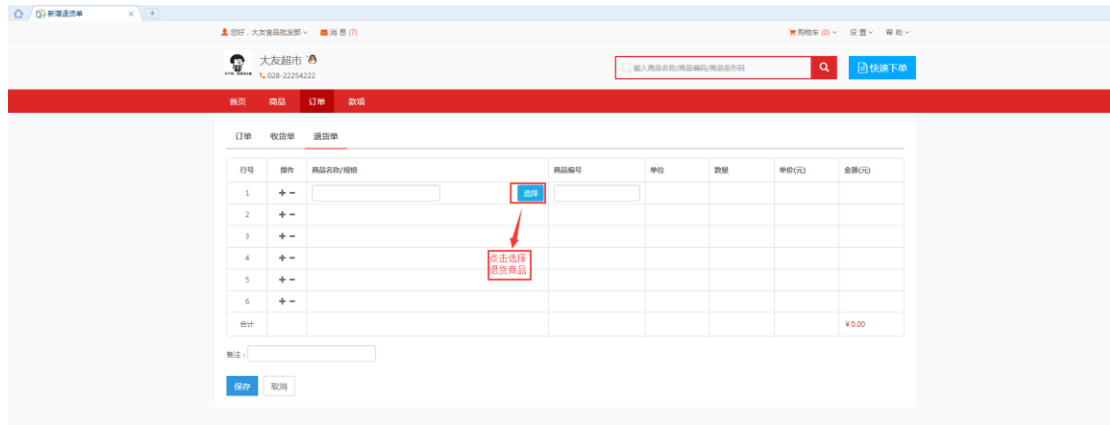 新增退货单
您好，大友食品批发部 消 息 (7) 购物车 (0) 设 置 帮 助
大友超市
028-22254222
输入商品名称/商品编码/商品条形码 快速下单
首页 商品 订单 款项
订单 收货单 退货单
行号 操作 商品名称/规格 商品编号 单位 数量 单价(元) 金额(元)
1 选择
2
3
4
点击选择
退货商品
5
6
合计 ¥ 0.00
备注：
保存 取消